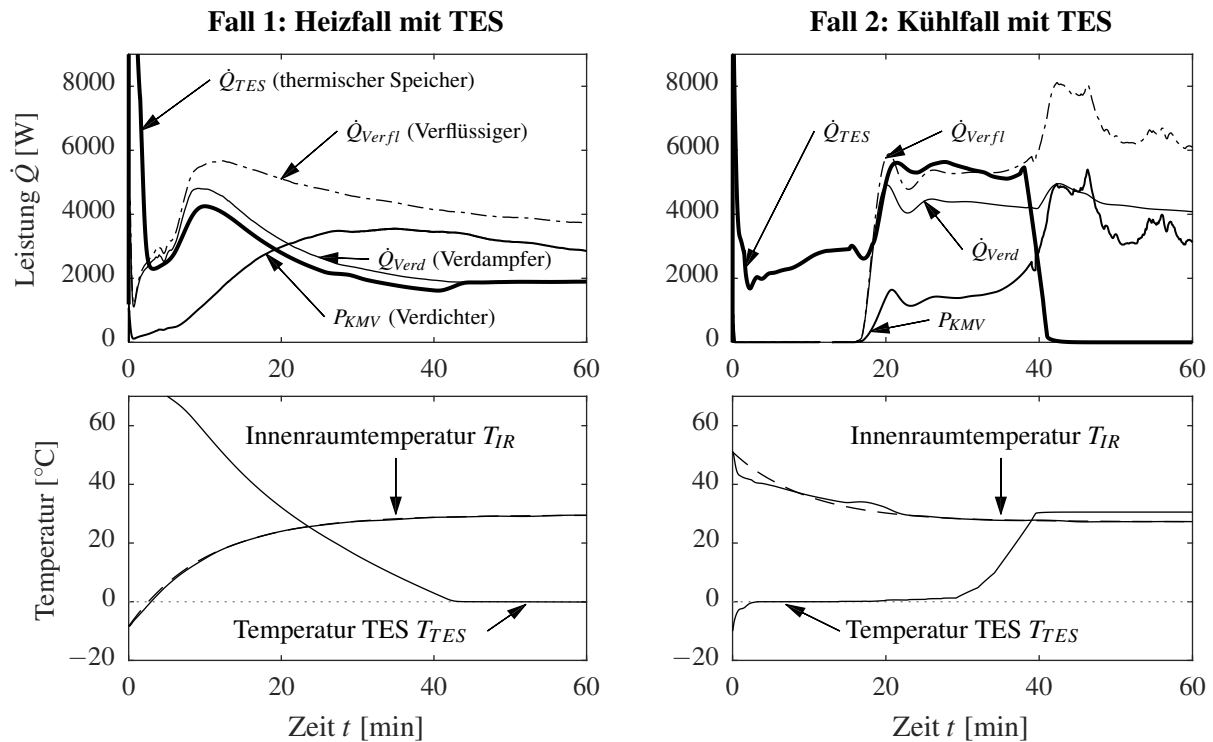 Fall 1: Heizfall mit TES
8000
6000
4000
2000
0
Leistung Q̇ [W]
Q̇TES (thermischer Speicher)
Q̇Verfl (Verflüssiger)
Q̇Verd (Verdampfer)
PKMV (Verdichter)
0 20 40 60
60
40
20
0
−20
Temperatur [°C]
Innenraumtemperatur TIR
Temperatur TES TTES
0 20 40 60
Zeit t [min]
Fall 2: Kühlfall mit TES
8000
6000
4000
2000
0
Q̇TES
Q̇Verfl
Q̇Verd
PKMV
0 20 40 60
60
40
20
0
−20
Innenraumtemperatur TIR
Temperatur TES TTES
0 20 40 60
Zeit t [min]